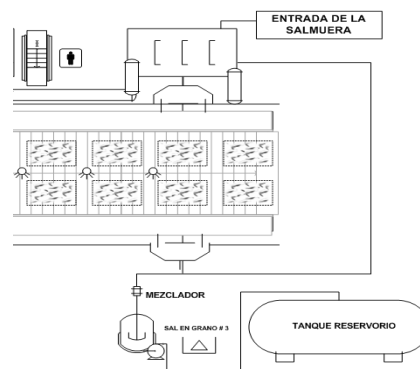 ENTRADA DE LA
SALMUERA
MEZCLADOR
SAL EN GRANO # 3
TANQUE RESERVORIO